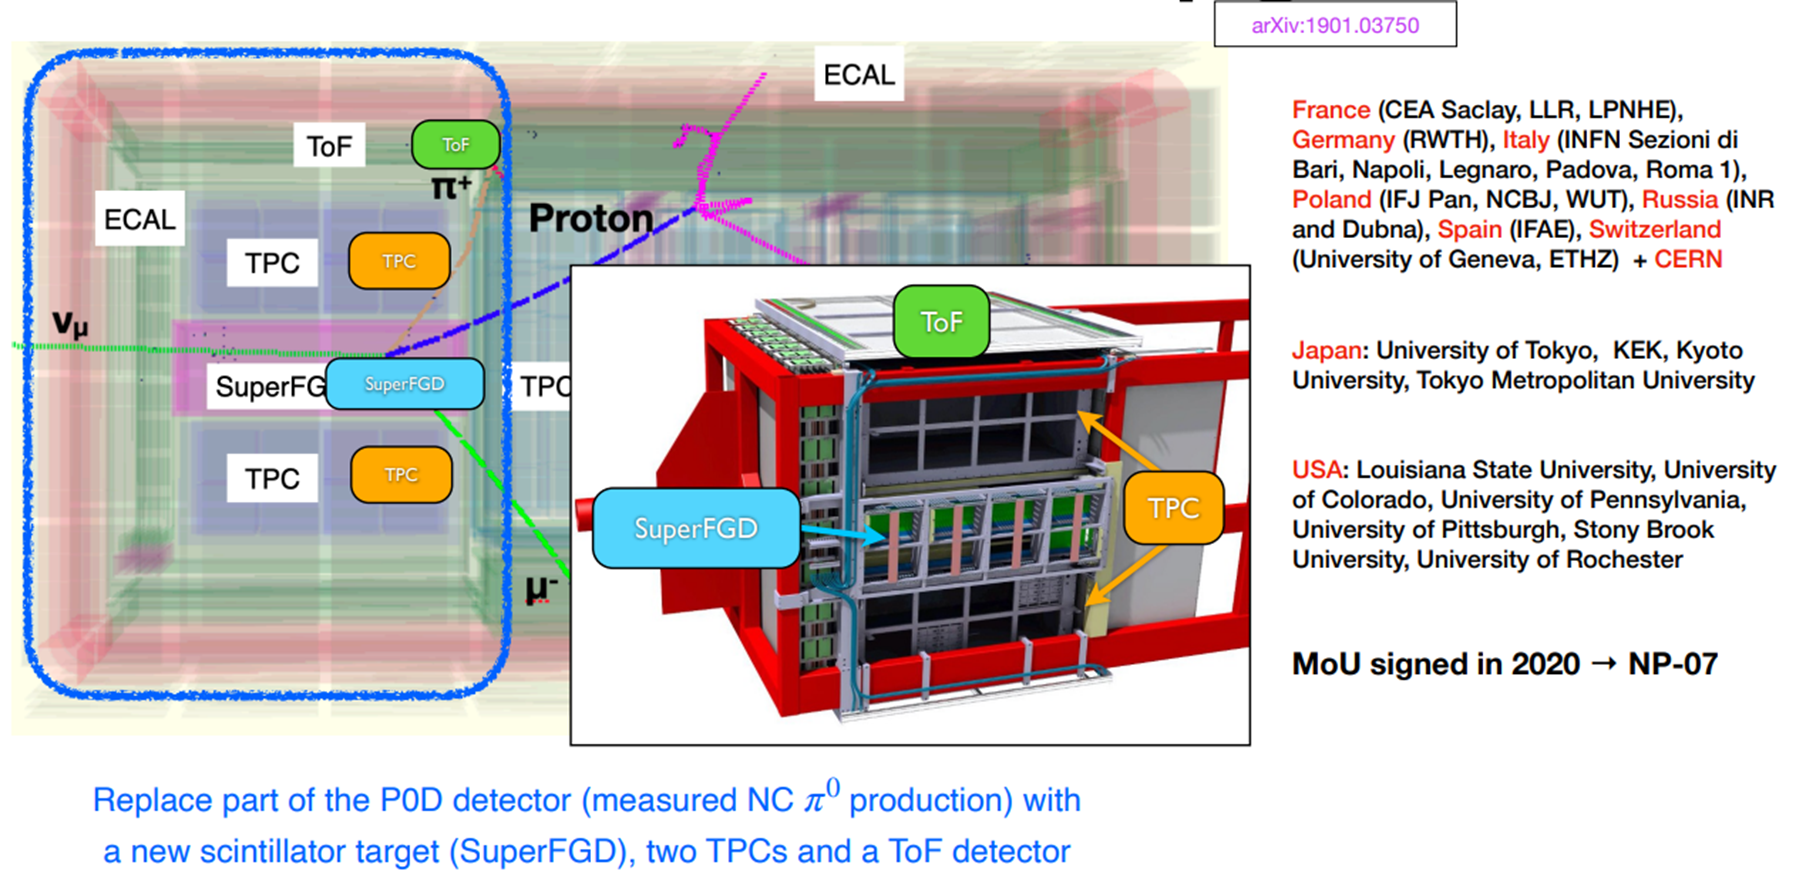 arXiv:1901.03750
ECAL
ToF
ToF
π⁺
ECAL
Proton
TPC
TPC
νμ
SuperFG
SuperFGD
TPC
TPC
TPC
μ⁻
ToF
SuperFGD
TPC
France (CEA Saclay, LLR, LPNHE),
Germany (RWTH), Italy (INFN Sezioni di
Bari, Napoli, Legnaro, Padova, Roma 1),
Poland (IFJ Pan, NCBJ, WUT), Russia (INR
and Dubna), Spain (IFAE), Switzerland
(University of Geneva, ETHZ) + CERN
Japan: University of Tokyo, KEK, Kyoto
University, Tokyo Metropolitan University
USA: Louisiana State University, University
of Colorado, University of Pennsylvania,
University of Pittsburgh, Stony Brook
University, University of Rochester
MoU signed in 2020 → NP-07
Replace part of the P0D detector (measured NC π⁰ production) with
a new scintillator target (SuperFGD), two TPCs and a ToF detector